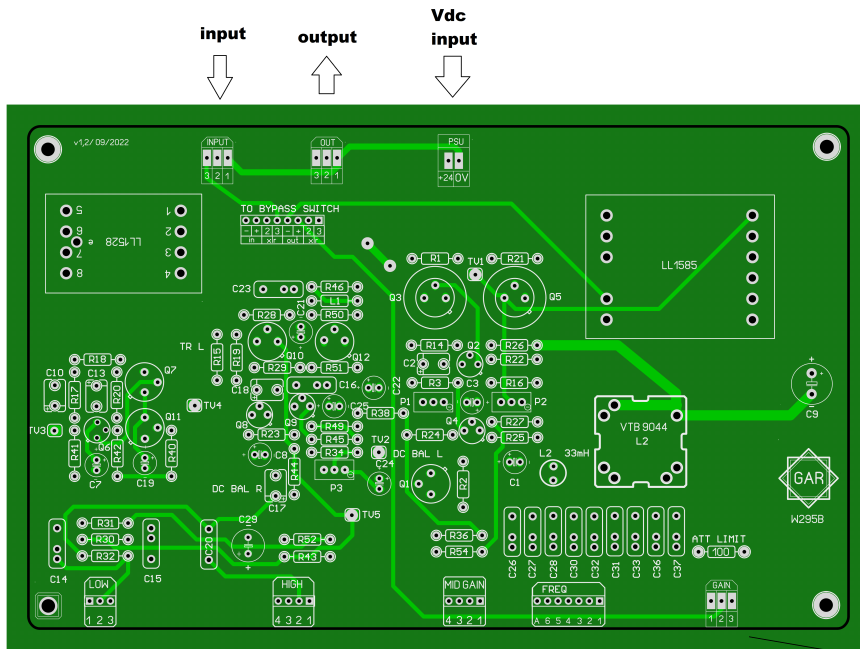 Vdc
input output input
v1,2/09/2022
INPUT OUT PSU
3 2 1
+24 0V
TO BYPASS SWITCH
- + 2 3 - + 2 3
in xlr out xlr
5 1
6 2
7 e LL1528 3
8 4
LL1585
R1 TV1 R21
Q3 Q5
C23 R46
L1
R28 C21 R50
TR L R15 R19 Q10 Q12
R14 Q2 R26
C2 R22
R18 R29 R51
C10 C13 Q7
R17 R20
C18 C16 C22
R3 C3 R16
P1 P2
C9
TV4 Q8 Q9 C25 R38
TV3 Q6 Q11
R23 R49
R45
R34
TV2
R24 Q4 R27
R25
VTB 9044
L2
R41 R42 R40
C7 C19
C8 R44
DC BAL R C17
P3 C24
DC BAL L
Q1 R2
C1 L2 33mH
GAR
W295B
TV5
R31
R30
R32
C14 C15 C20 C29
R52
R43
R36
R54
C26 C27 C28 C30 C32 C31 C33 C36 C37
ATT LIMIT
100
LOW HIGH MID GAIN FREQ GAIN
1 2 3
4 3 2 1
4 3 2 1
A 6 5 4 3 2 1
1 2 3